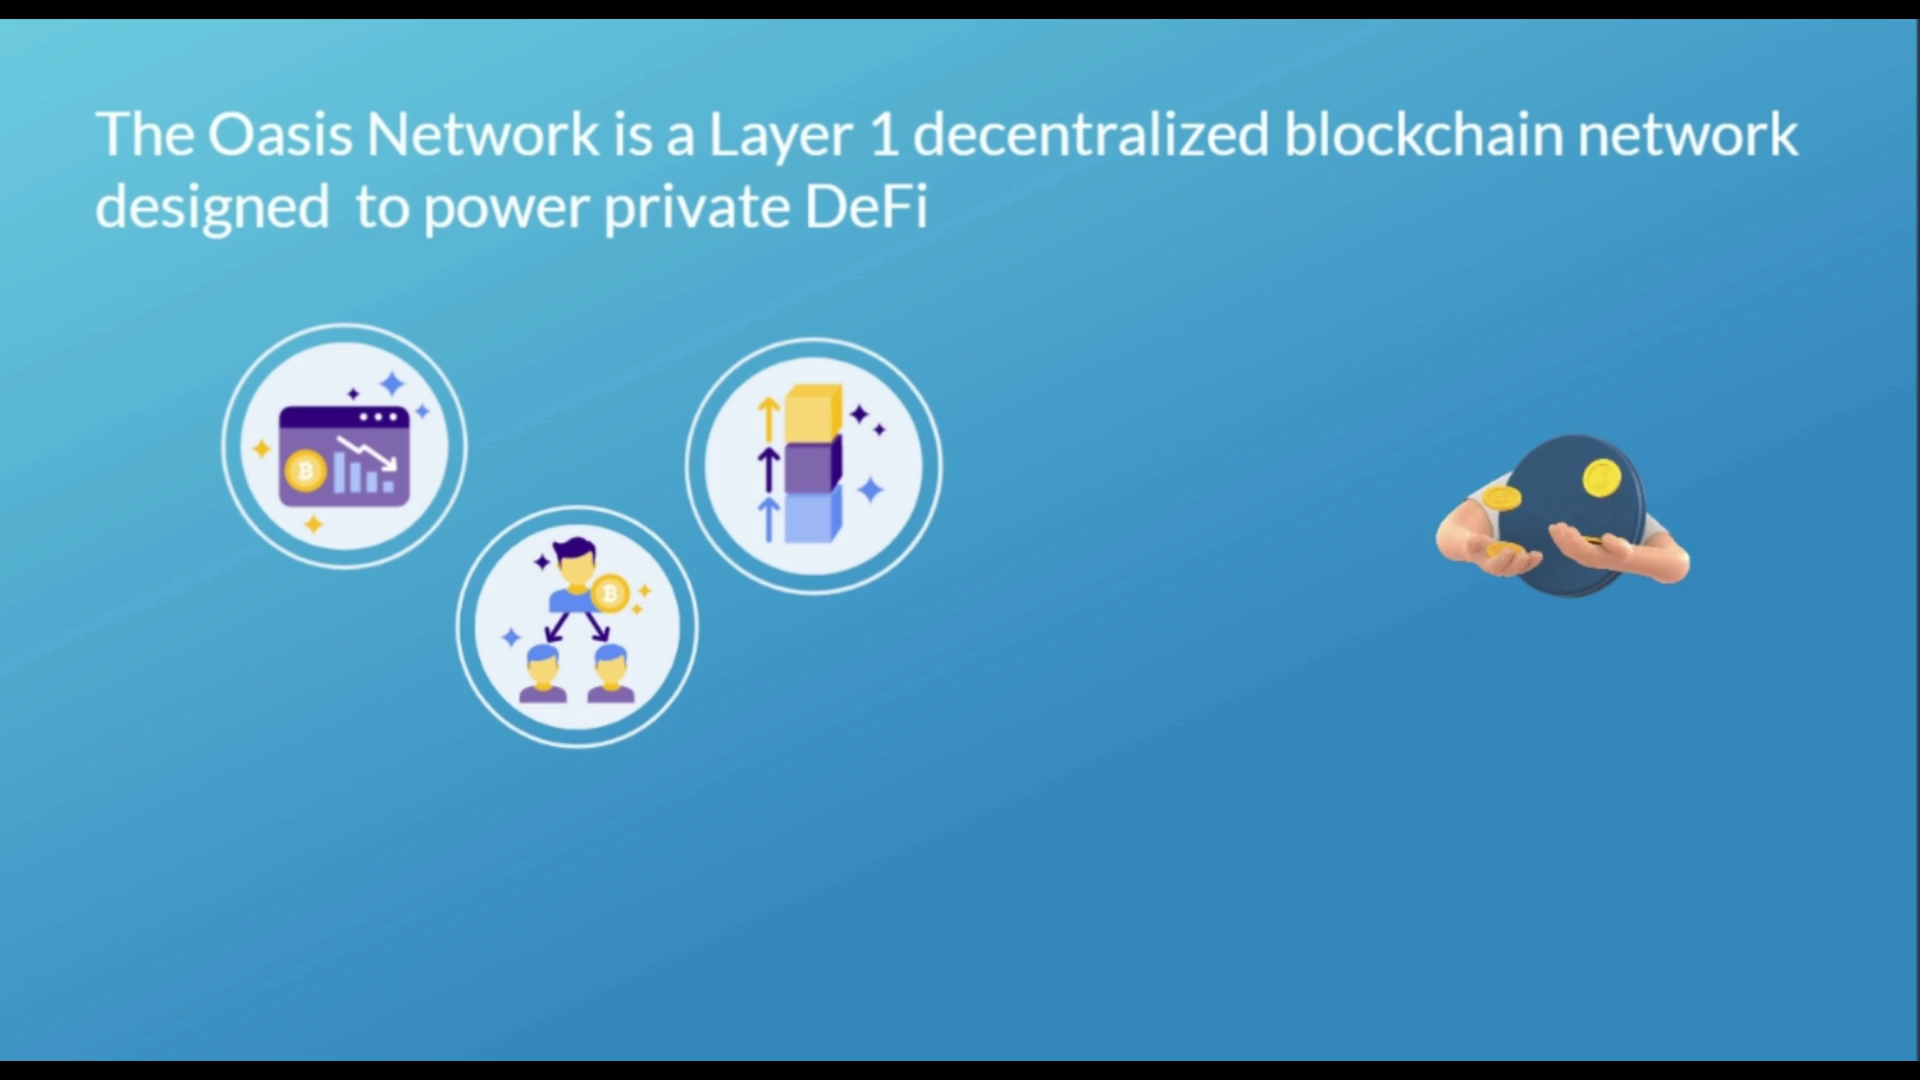 The Oasis Network is a Layer 1 decentralized blockchain network
designed  to power private DeFi